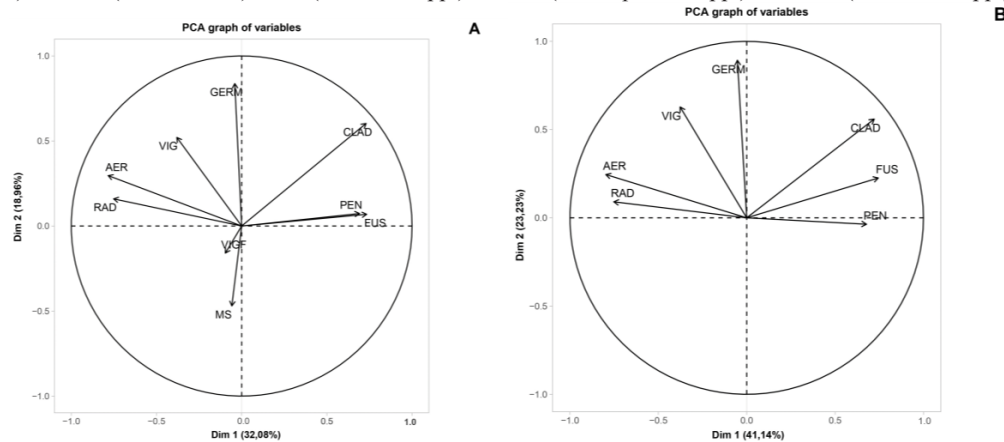 PCA graph of variables
A
1.0
0.5
0.0
−0.5
−1.0
Dim 2 (18,96%)
GERM
VIG
CLAD
AER
RAD
PEN
FUS
VIGF
MS
−1.0 −0.5 0.0 0.5 1.0
Dim 1 (32,08%)
PCA graph of variables
B
1.0
0.5
0.0
−0.5
−1.0
Dim 2 (23,23%)
GERM
VIG
CLAD
AER
FUS
RAD
PEN
−1.0 −0.5 0.0 0.5 1.0
Dim 1 (41,14%)